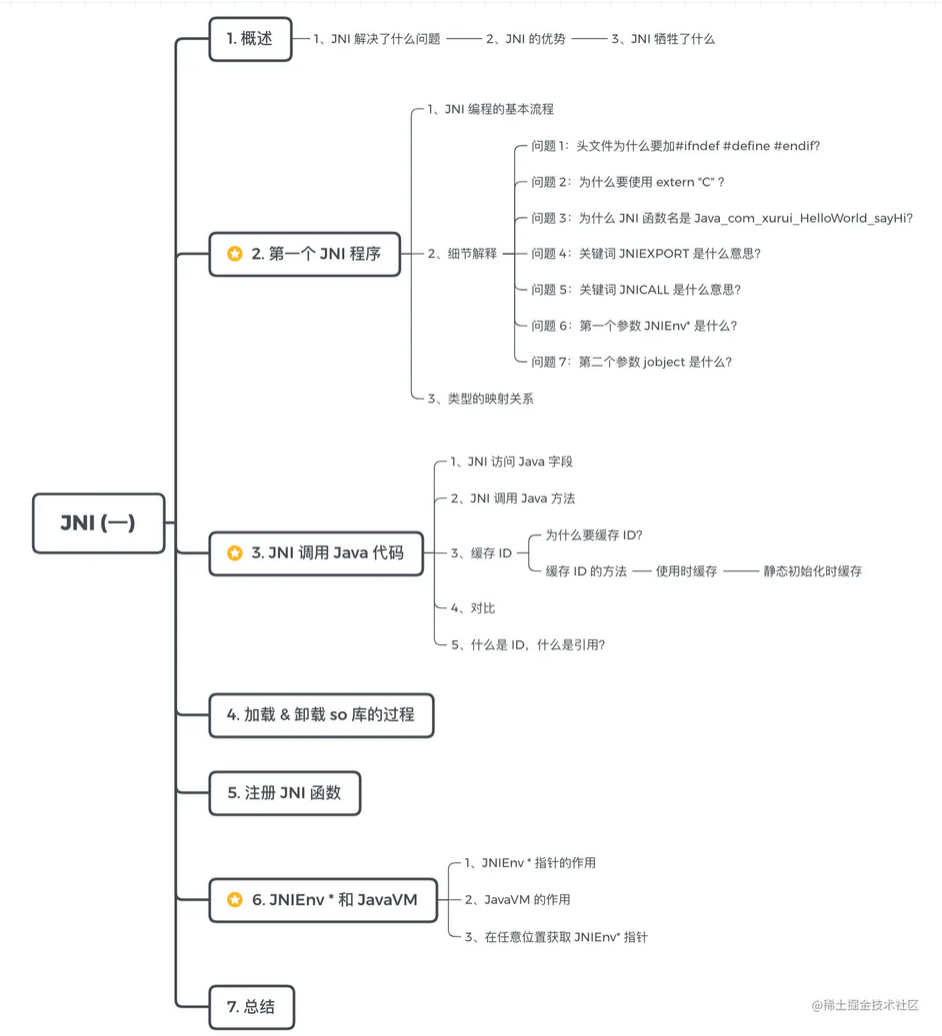 JNI (一)
1. 概述
1、JNI 解决了什么问题
2、JNI 的优势
3、JNI 牺牲了什么
2. 第一个 JNI 程序
1、JNI 编程的基本流程
2、细节解释
问题 1：头文件为什么要加#ifndef #define #endif?
问题 2：为什么要使用 extern "C" ?
问题 3：为什么 JNI 函数名是 Java_com_xurui_HelloWorld_sayHi?
问题 4：关键词 JNIEXPORT 是什么意思?
问题 5：关键词 JNICALL 是什么意思?
问题 6：第一个参数 JNIEnv* 是什么?
问题 7：第二个参数 jobject 是什么?
3、类型的映射关系
3. JNI 调用 Java 代码
1、JNI 访问 Java 字段
2、JNI 调用 Java 方法
3、缓存 ID
为什么要缓存 ID?
缓存 ID 的方法
使用时缓存
静态初始化时缓存
4、对比
5、什么是 ID，什么是引用?
4. 加载 & 卸载 so 库的过程
5. 注册 JNI 函数
6. JNIEnv * 和 JavaVM
1、JNIEnv * 指针的作用
2、JavaVM 的作用
3、在任意位置获取 JNIEnv* 指针
7. 总结
@稀土掘金技术社区